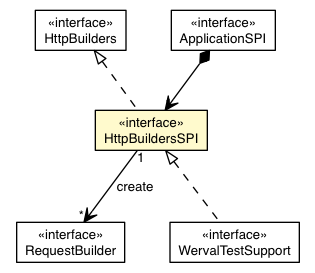 «interface»
HttpBuilders
«interface»
ApplicationSPI
«interface»
HttpBuildersSPI
1
create
*
«interface»
RequestBuilder
«interface»
WervalTestSupport